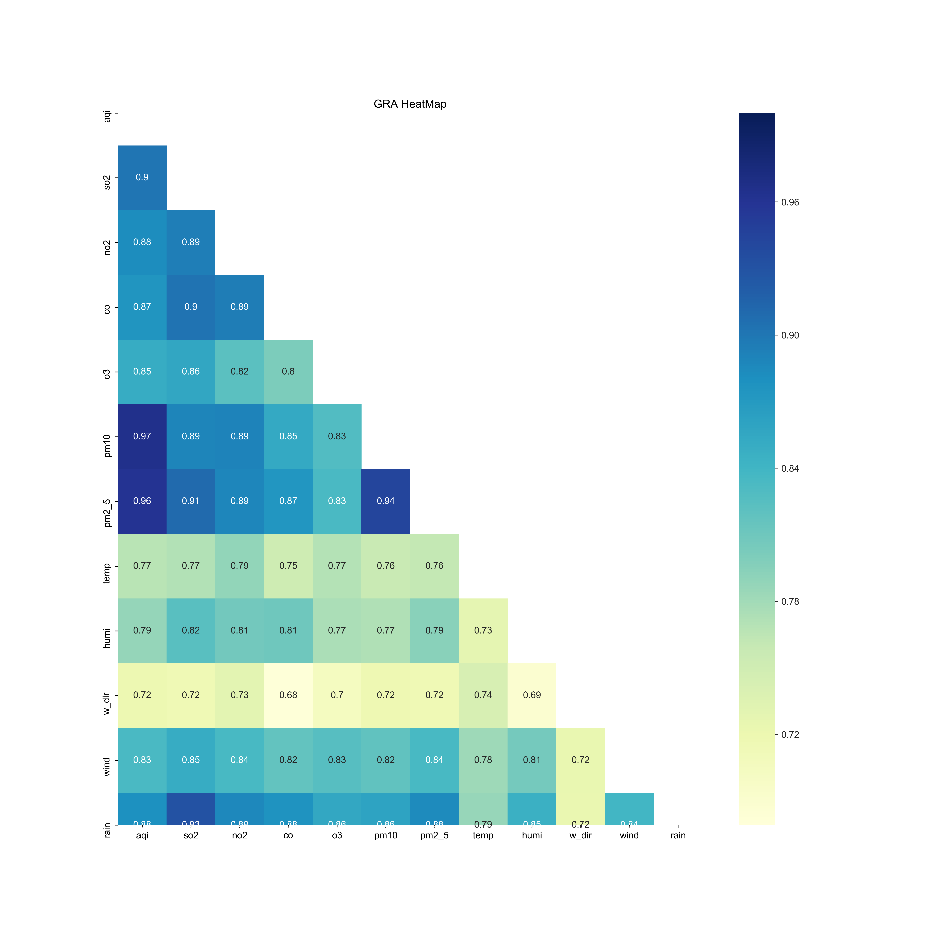 GRA HeatMap
aqi
so2 0.9
no2 0.88 0.89
co 0.87 0.9 0.89
o3 0.85 0.86 0.82 0.8
pm10 0.97 0.89 0.89 0.85 0.83
pm2_5 0.96 0.91 0.89 0.87 0.83 0.94
temp 0.77 0.77 0.79 0.75 0.77 0.76 0.76
humi 0.79 0.82 0.81 0.81 0.77 0.77 0.79 0.73
w_dir 0.72 0.72 0.73 0.68 0.7 0.72 0.72 0.74 0.69
wind 0.83 0.85 0.84 0.82 0.83 0.82 0.84 0.78 0.81 0.72
rain 0.79 0.85 0.72 0.84
aqi so2 no2 co o3 pm10 pm2_5 temp humi w_dir wind rain
0.96
0.90
0.84
0.78
0.72